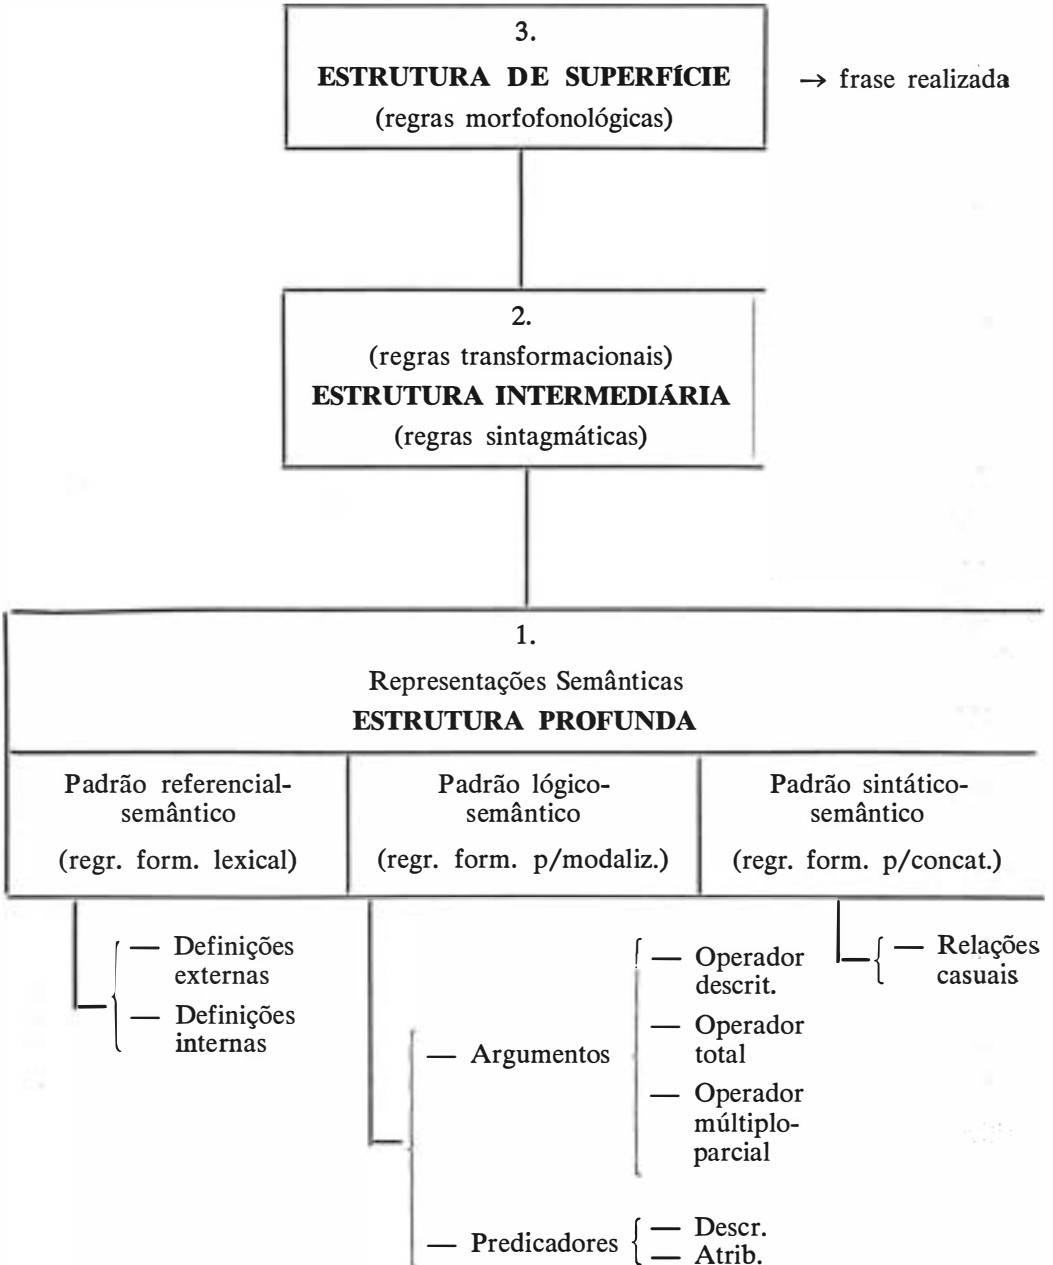 3.
ESTRUTURA DE SUPERFÍCIE
(regras morfofonológicas)
→ frase realizada
2.
(regras transformacionais)
ESTRUTURA INTERMEDIÁRIA
(regras sintagmáticas)
1.
Representações Semânticas
ESTRUTURA PROFUNDA
Padrão referencial-
semântico
(regr. form. lexical)
Padrão lógico-
semântico
(regr. form. p/modaliz.)
Padrão sintático-
semântico
(regr. form. p/concat.)
— Definições
externas
— Definições
internas
— Argumentos
— Operador
descrit.
— Operador
total
— Operador
múltiplo-
parcial
— Predicadores
— Descr.
— Atrib.
— Relações
casuais